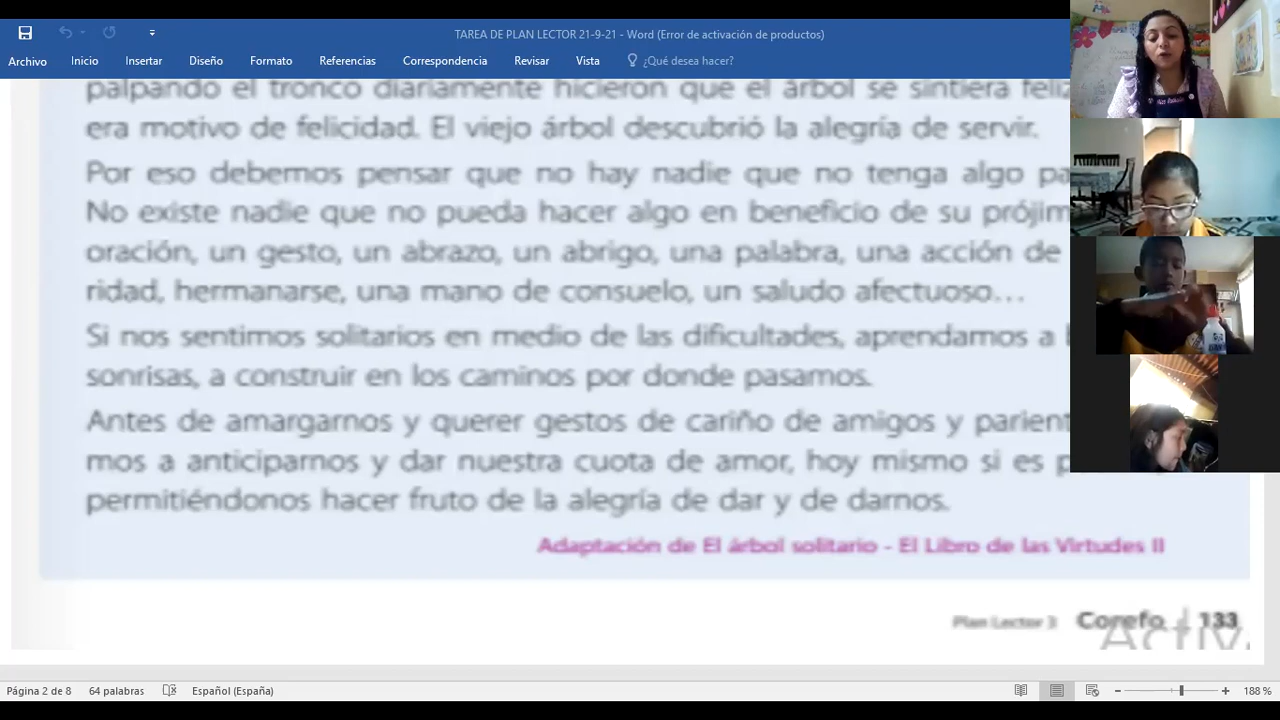 TAREA DE PLAN LECTOR 21-9-21 - Word (Error de activación de productos)
Archivo Inicio Insertar Diseño Formato Referencias Correspondencia Revisar Vista ¿Qué desea hacer?
palpando el tronco diariamente hicieron que el árbol se sintiera feliz
era motivo de felicidad. El viejo árbol descubrió la alegría de servir.
Por eso debemos pensar que no hay nadie que no tenga algo
No existe nadie que no pueda hacer algo en beneficio de su
oración, un gesto, un abrazo, un abrigo, una palabra, una acción de
ridad, hermanarse, una mano de consuelo, un saludo afectuoso…
Si nos sentimos solitarios en medio de las dificultades, aprendamos a
sonrisas, a construir en los caminos por donde pasamos.
Antes de amargarnos y querer gestos de cariño de amigos y
mos a anticiparnos y dar nuestra cuota de amor, hoy mismo si es
permitiéndonos hacer fruto de la alegría de dar y de darnos.
Adaptación de El árbol solitario - El Libro de las Virtudes II
Plan Lector 3 Corefo | 133
Página 2 de 8 64 palabras Español (España) 188 %